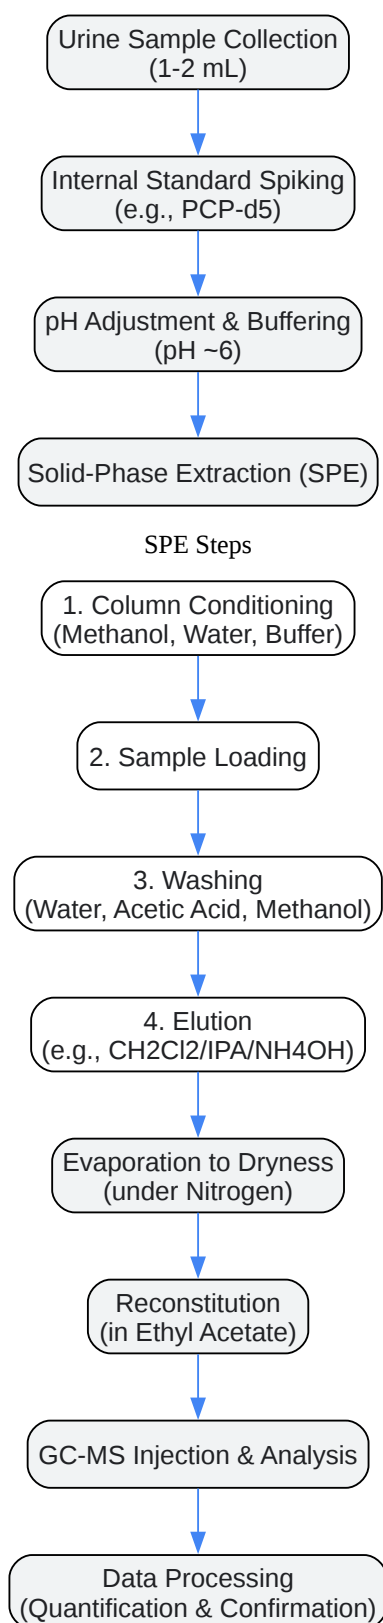 Urine Sample Collection
(1-2 mL)
Internal Standard Spiking
(e.g., PCP-d5)
pH Adjustment & Buffering
(pH ~6)
Solid-Phase Extraction (SPE)
SPE Steps
1. Column Conditioning
(Methanol, Water, Buffer)
2. Sample Loading
3. Washing
(Water, Acetic Acid, Methanol)
4. Elution
(e.g., CH2Cl2/IPA/NH4OH)
Evaporation to Dryness
(under Nitrogen)
Reconstitution
(in Ethyl Acetate)
GC-MS Injection & Analysis
Data Processing
(Quantification & Confirmation)